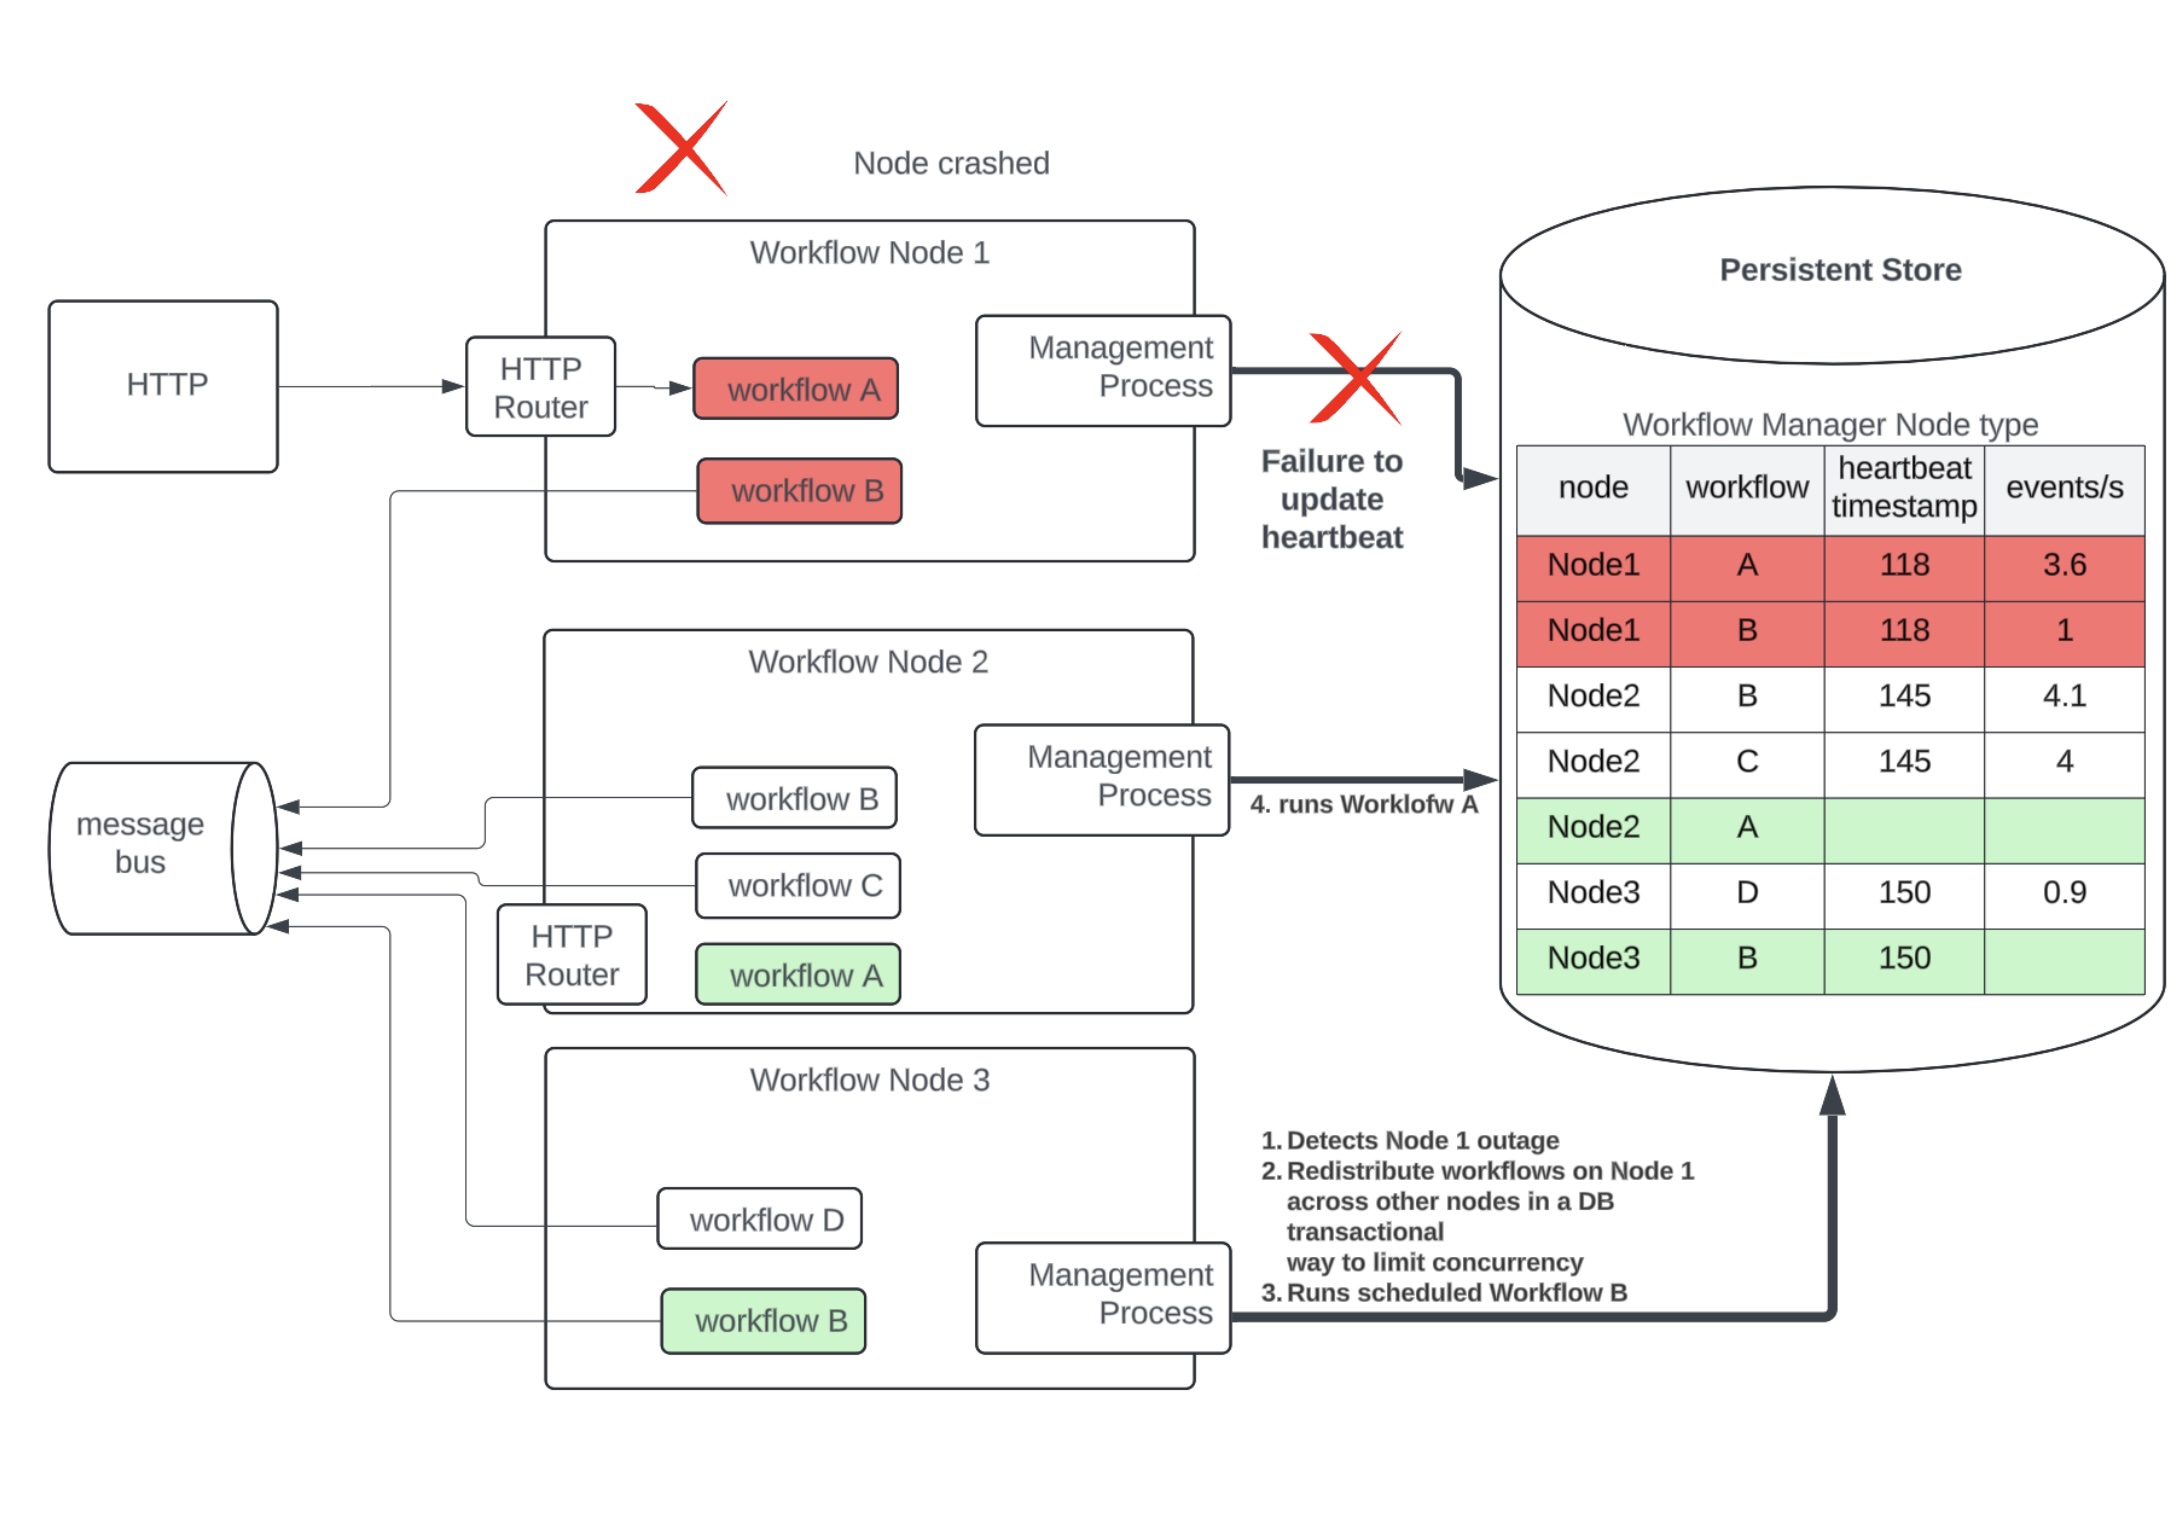 Node crashed
Workflow Node 1
HTTP
HTTP
Router
workflow A
workflow B
Management
Process
Failure to
update
heartbeat
Persistent Store
Workflow Manager Node type
node workflow heartbeat timestamp events/s
Node1 A 118 3.6
Node1 B 118 1
Node2 B 145 4.1
Node2 C 145 4
Node2 A
Node3 D 150 0.9
Node3 B 150
Workflow Node 2
message
bus
workflow B
workflow C
HTTP
Router
workflow A
Management
Process
4. runs Worklofw A
Workflow Node 3
workflow D
workflow B
Management
Process
1. Detects Node 1 outage
2. Redistribute workflows on Node 1
across other nodes in a DB
transactional
way to limit concurrency
3. Runs scheduled Workflow B